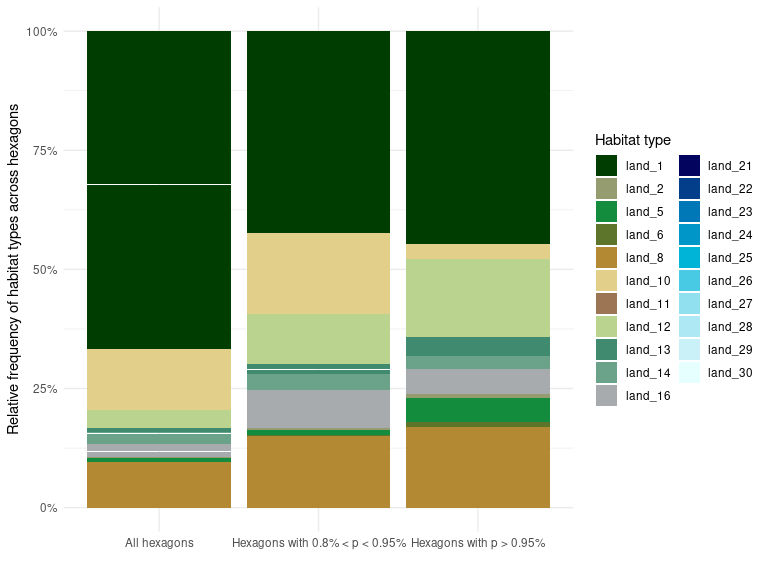 Relative frequency of habitat types across hexagons
100%
75%
50%
25%
0%
All hexagons
Hexagons with 0.8% < p < 0.95%
Hexagons with p > 0.95%
Habitat type
land_1
land_2
land_5
land_6
land_8
land_10
land_11
land_12
land_13
land_14
land_16
land_21
land_22
land_23
land_24
land_25
land_26
land_27
land_28
land_29
land_30